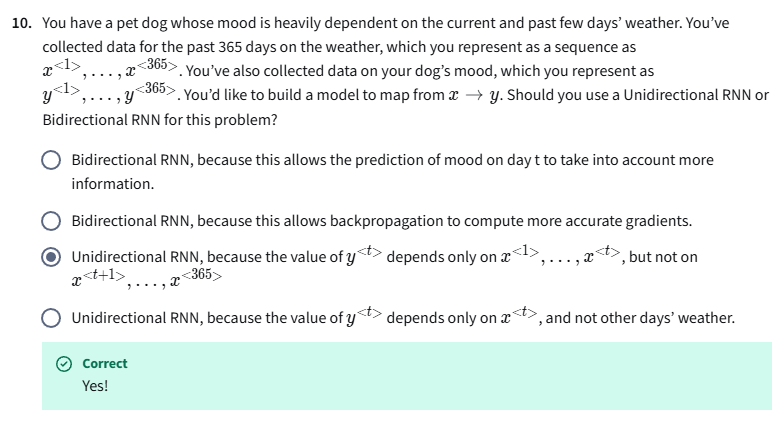 10. You have a pet dog whose mood is heavily dependent on the current and past few days’ weather. You’ve
collected data for the past 365 days on the weather, which you represent as a sequence as
x<1>, . . . , x<365>. You’ve also collected data on your dog’s mood, which you represent as
y<1>, . . . , y<365>. You’d like to build a model to map from x → y. Should you use a Unidirectional RNN or
Bidirectional RNN for this problem?
Bidirectional RNN, because this allows the prediction of mood on day t to take into account more
information.
Bidirectional RNN, because this allows backpropagation to compute more accurate gradients.
Unidirectional RNN, because the value of y<t> depends only on x<1>, . . . , x<t>, but not on
x<t+1>, . . . , x<365>
Unidirectional RNN, because the value of y<t> depends only on x<t>, and not other days’ weather.
Correct
Yes!